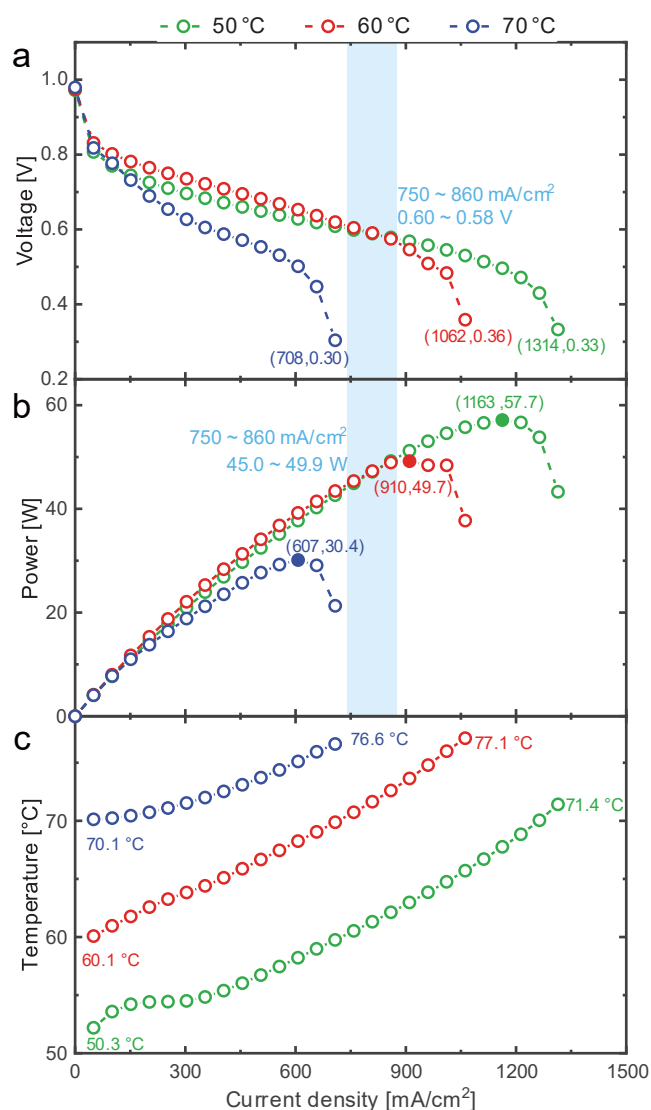 50 °C 60 °C 70 °C
a
1.0
0.8
0.6
0.4
0.2
Voltage [V]
750 ~ 860 mA/cm²
0.60 ~ 0.58 V
(708,0.30)
(1062,0.36)
(1314,0.33)
b
60
40
20
0
Power [W]
(1163,57.7)
750 ~ 860 mA/cm²
45.0 ~ 49.9 W
(910,49.7)
(607,30.4)
c
70
60
50
Temperature [°C]
76.6 °C
77.1 °C
71.4 °C
70.1 °C
60.1 °C
50.3 °C
0 300 600 900 1200 1500
Current density [mA/cm²]